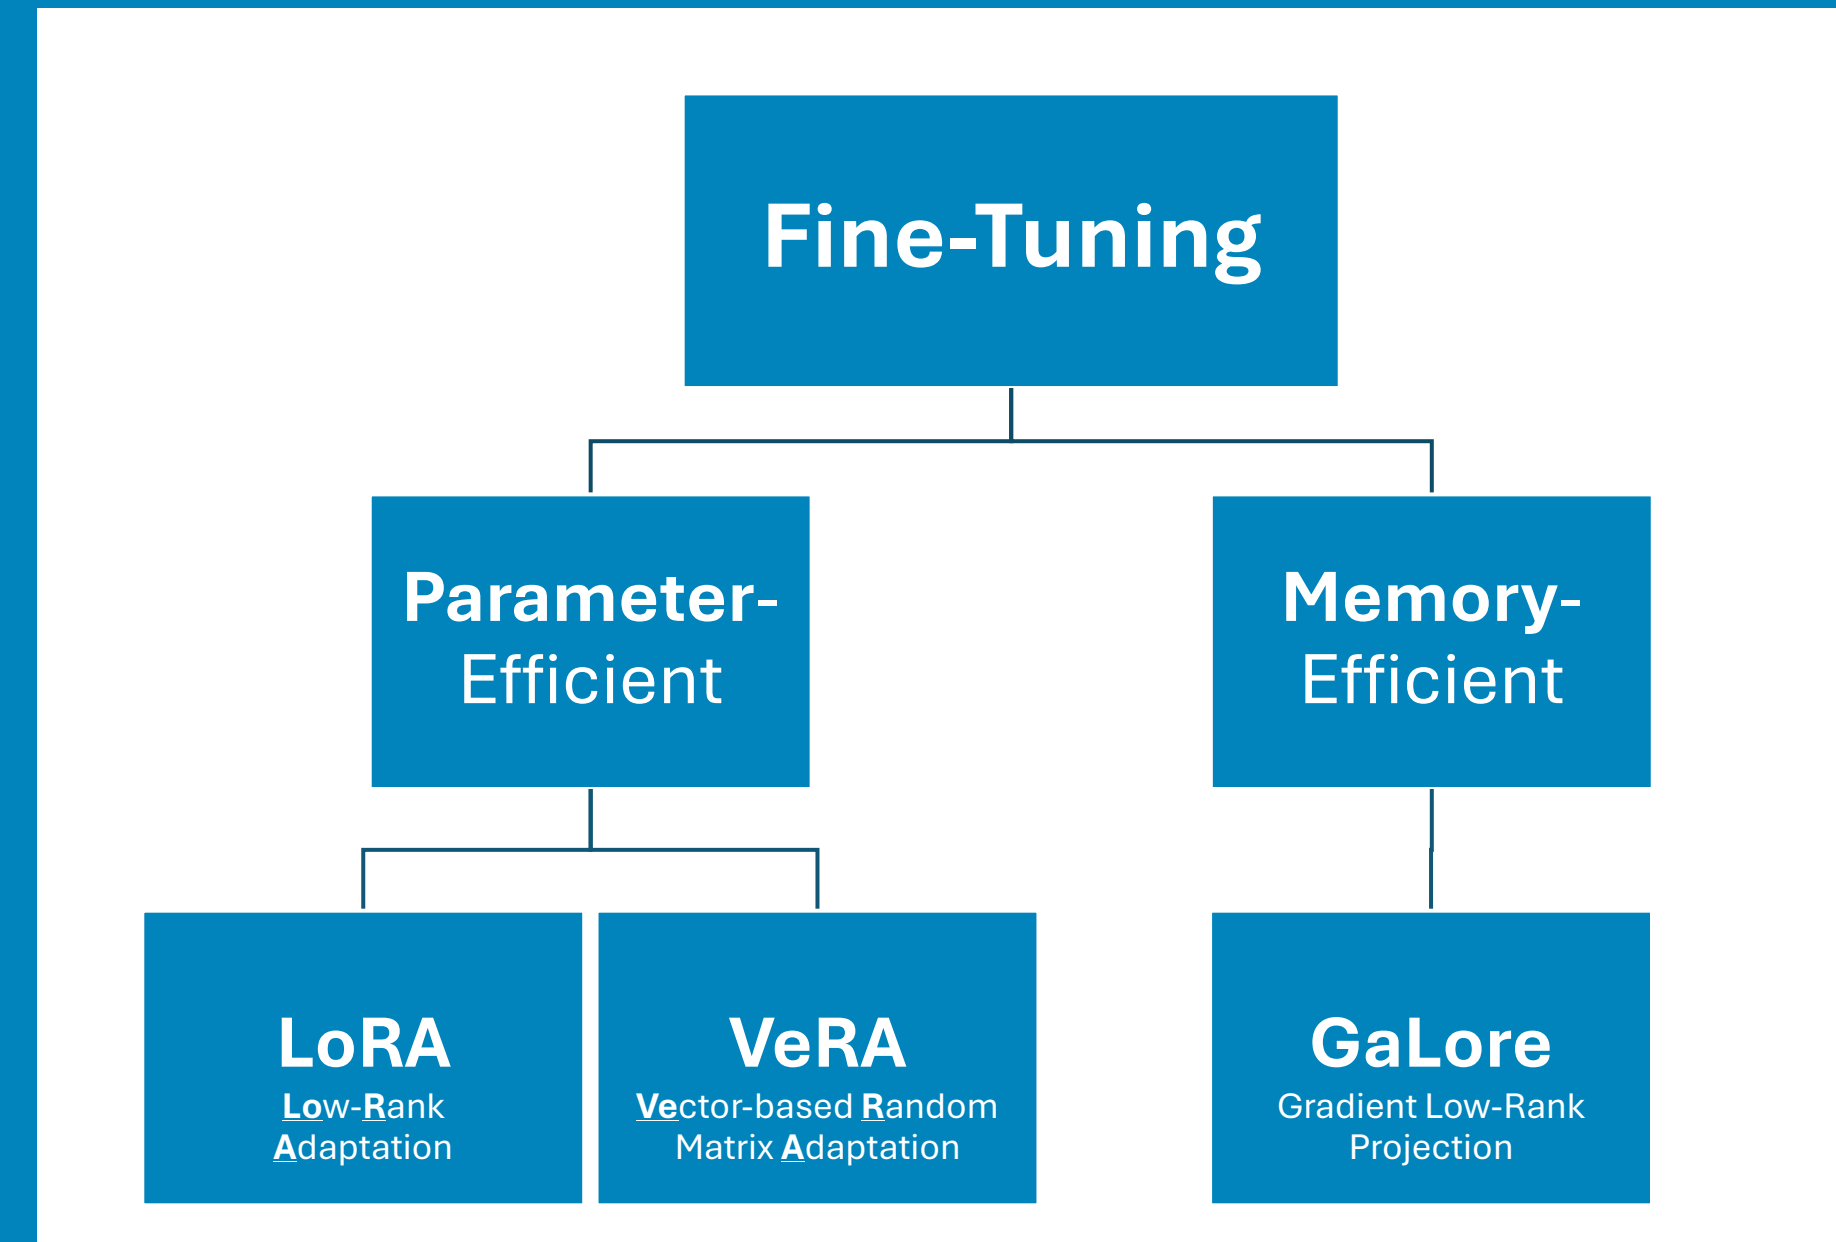 Fine-Tuning
Parameter-
Efficient
Memory-
Efficient
LoRA
Low-Rank
Adaptation
VeRA
Vector-based Random
Matrix Adaptation
GaLore
Gradient Low-Rank
Projection